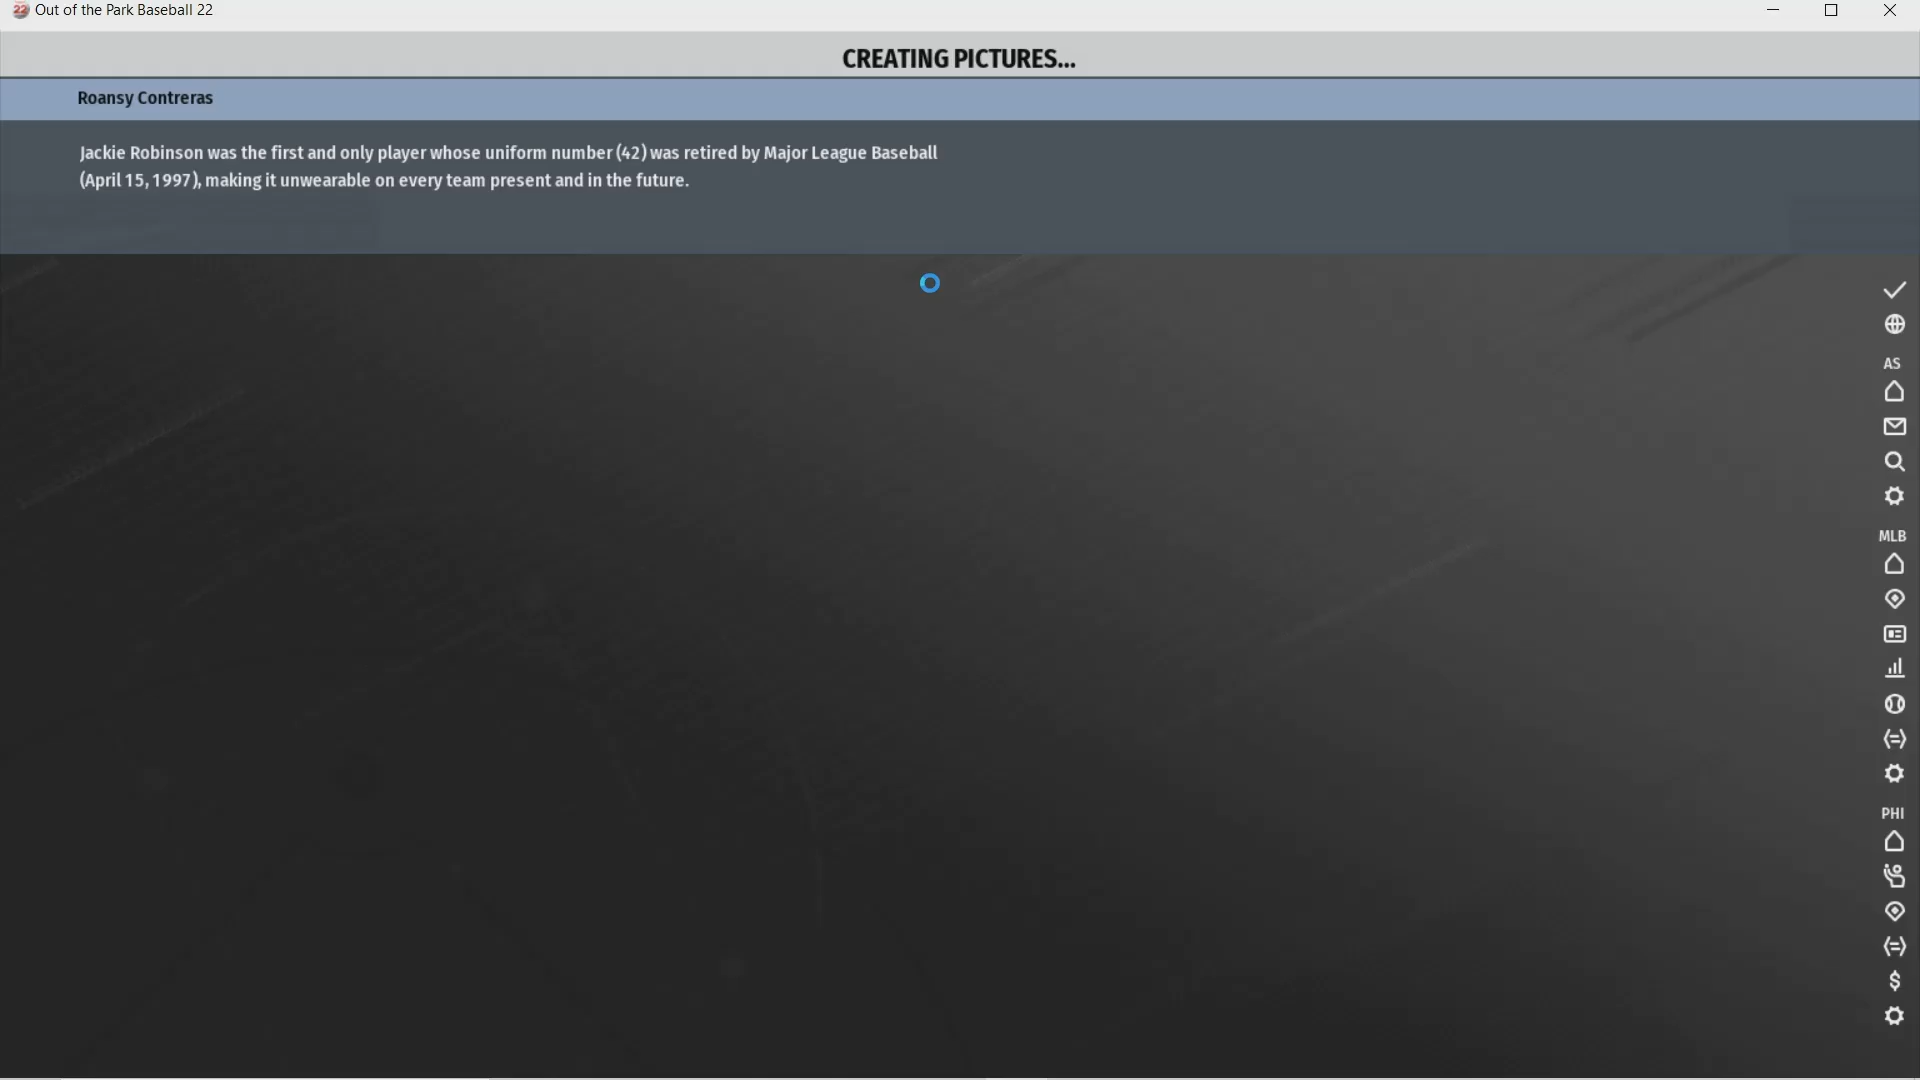 22 Out of the Park Baseball 22
CREATING PICTURES...
Roansy Contreras
Jackie Robinson was the first and only player whose uniform number (42) was retired by Major League Baseball
(April 15, 1997), making it unwearable on every team present and in the future.
AS
MLB
PHI
$